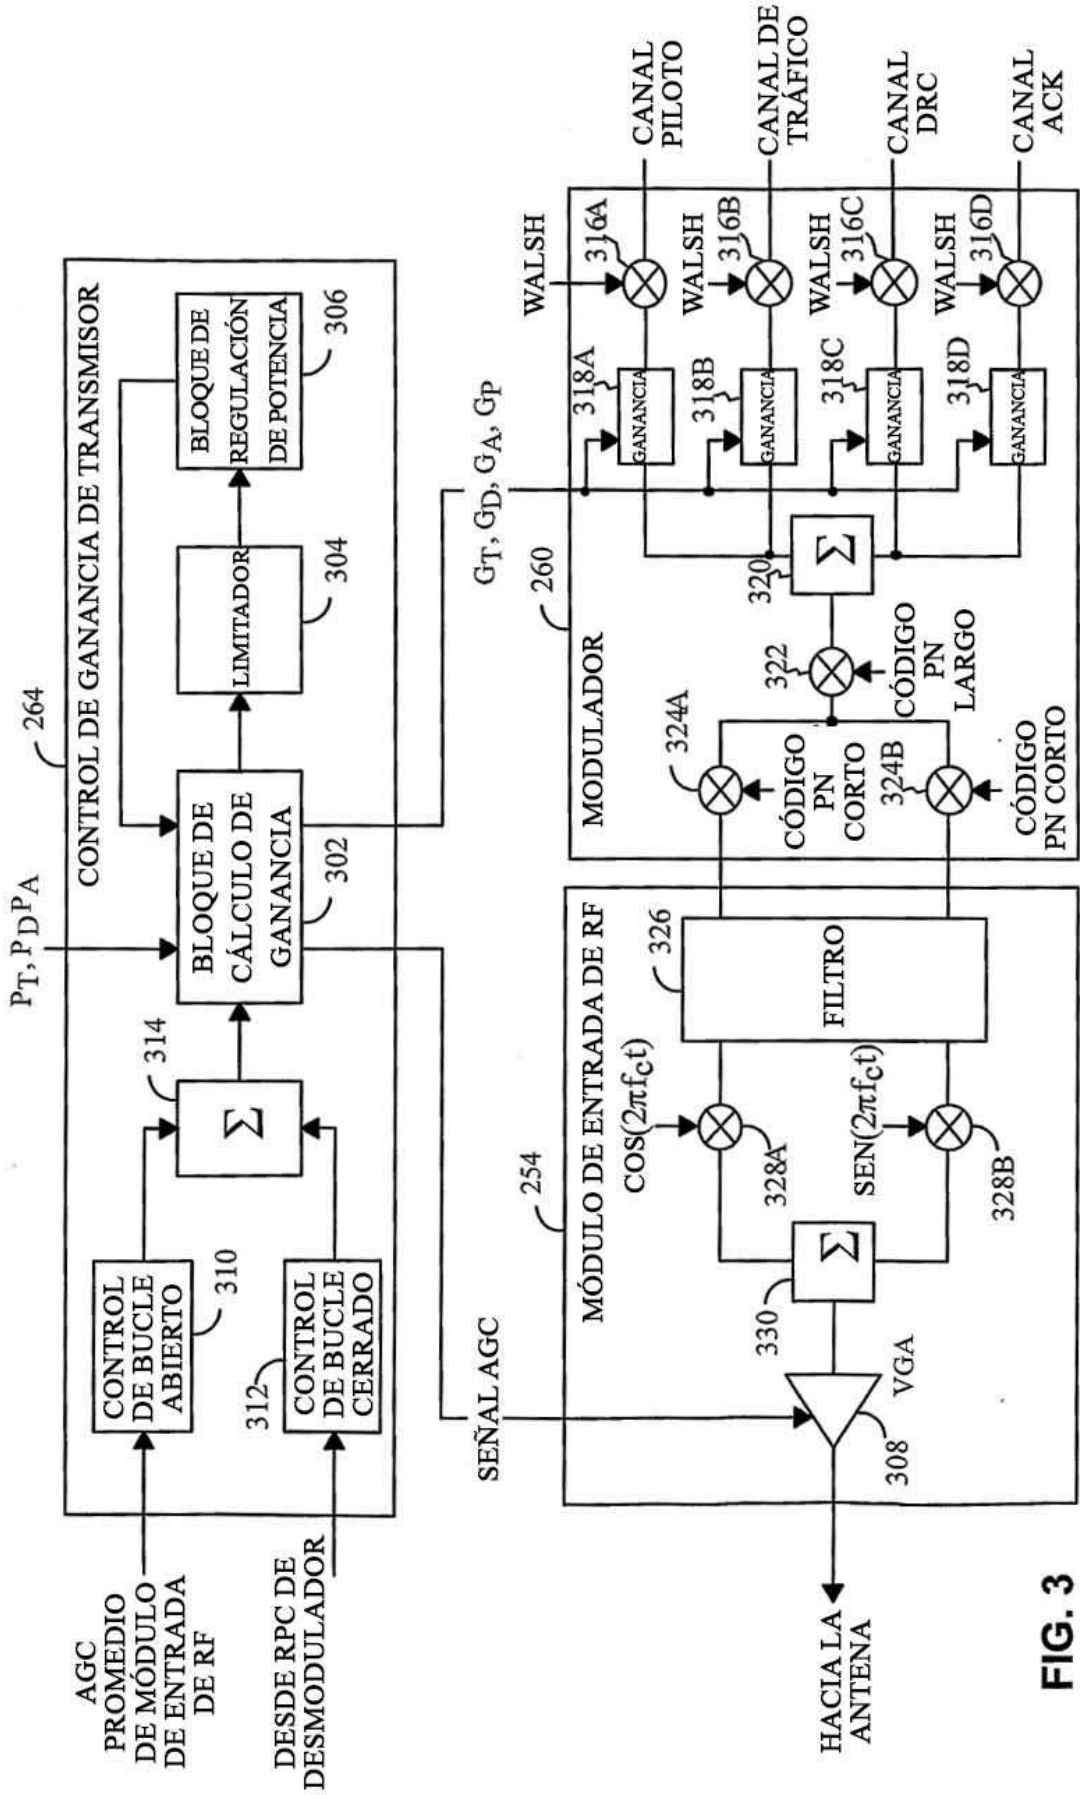 AGC
PROMEDIO
DE MÓDULO
DE ENTRADA
DE RF
DESDE RPC DE
DESMODULADOR
CONTROL DE GANANCIA DE TRANSMISOR
264
CONTROL
DE BUCLE
ABIERTO
310
CONTROL
DE BUCLE
CERRADO
312
Σ
314
PT, PDPA
BLOQUE DE
CÁLCULO DE
GANANCIA
302
LIMITADOR
304
BLOQUE DE
REGULACIÓN
DE POTENCIA
306
SEÑAL AGC
GT, GD, GA, GP
254
MÓDULO DE ENTRADA DE RF
COS(2πfct)
328A
SEN(2πfct)
328B
326
FILTRO
330
Σ
VGA
308
HACIA LA
ANTENA
260
MODULADOR
324A
CÓDIGO
PN
CORTO
324B
CÓDIGO
PN CORTO
322
CÓDIGO
PN
LARGO
320
Σ
318A
GANANCIA
318B
GANANCIA
318C
GANANCIA
318D
GANANCIA
WALSH
316A
WALSH
316B
WALSH
316C
WALSH
316D
CANAL
PILOTO
CANAL DE
TRÁFICO
CANAL
DRC
CANAL
ACK
FIG. 3